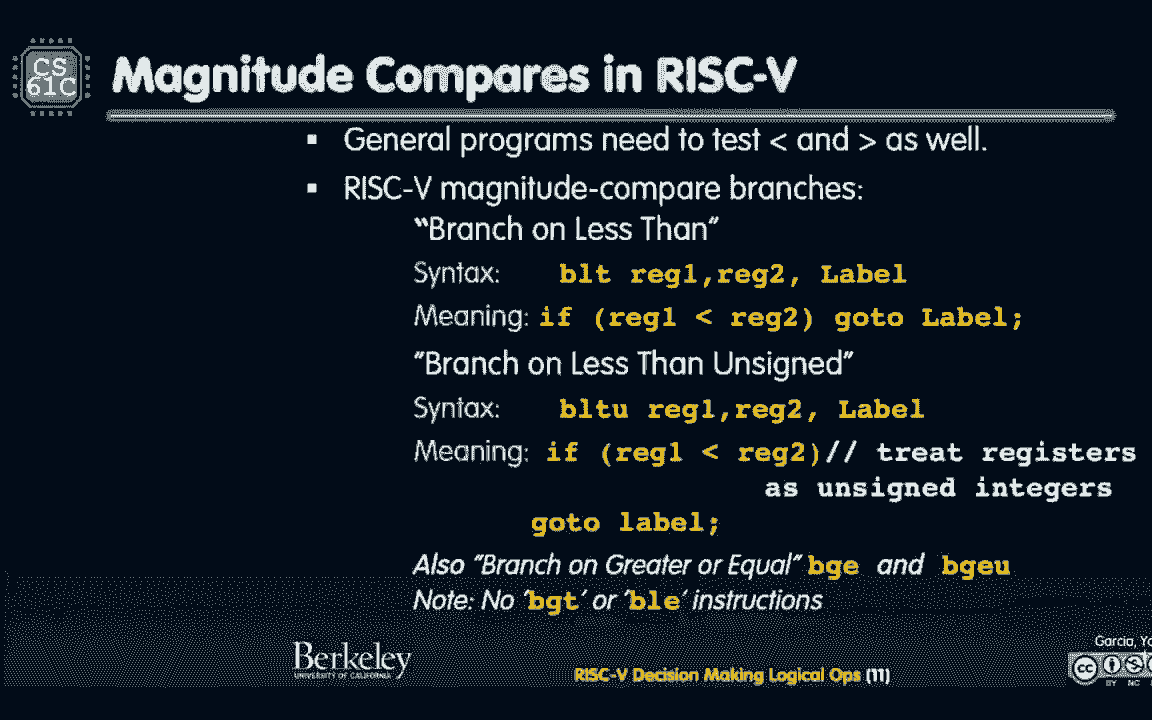 CS
61C
Magnitude Compares in RISC-V
▪ General programs need to test < and > as well.
▪ RISC-V magnitude-compare branches:
“Branch on Less Than”
Syntax: blt reg1,reg2, Label
Meaning: if (reg1 < reg2) goto Label;
“Branch on Less Than Unsigned”
Syntax: bltu reg1,reg2, Label
Meaning: if (reg1 < reg2)// treat registers
as unsigned integers
goto label;
Also “Branch on Greater or Equal” bge and bgeu
Note: No ‘bgt’ or ‘ble’ instructions
Garcia,
Berkeley
UNIVERSITY OF CALIFORNIA
RISC-V Decision Making Logical Ops (11)
cc
BY NC